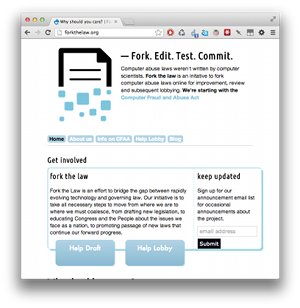 Why should you care? | Fo
forkthelaw.org
— Fork. Edit. Test. Commit.
Computer abuse laws weren't written by computer
scientists. Fork the law is an initative to fork
computer abuse laws online for improvement, review
and subsequent lobbying. We're starting with the
Computer Fraud and Abuse Act
Home About us Info on CFAA Help Lobby Blog
Get involved
fork the law
Fork the Law is an effort to bridge the gap between rapidly
evolving technology and governing law. Our initiative is to
take all necessary steps to move from where we are to
where we must coalesce, from drafting new legislation, to
educating Congress and the People about the issues we
face as a nation, to promoting passage of new laws that
continue our forward progress.
Help Draft Help Lobby
keep updated
Sign up for our
announcement email list
for occasional
announcements about
the project.
email address
Submit